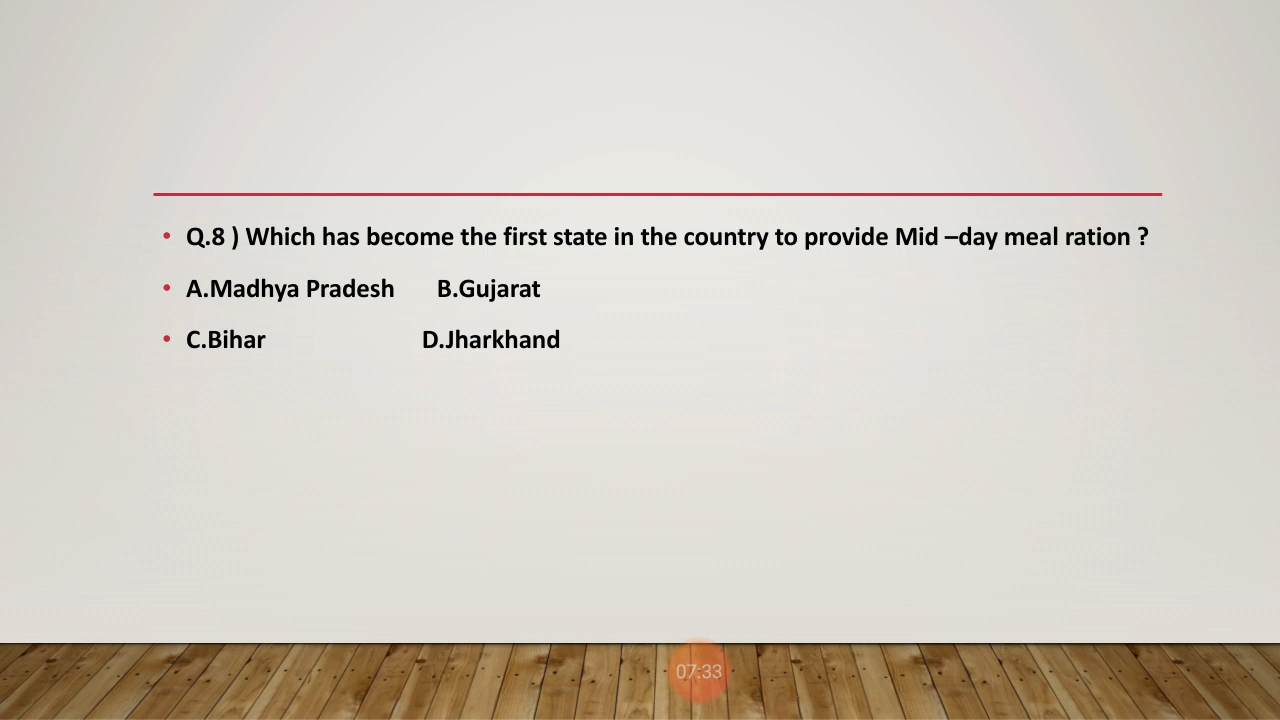 Q.8 ) Which has become the first state in the country to provide Mid –day meal ration ?
A.Madhya Pradesh B.Gujarat
C.Bihar D.Jharkhand
07:33